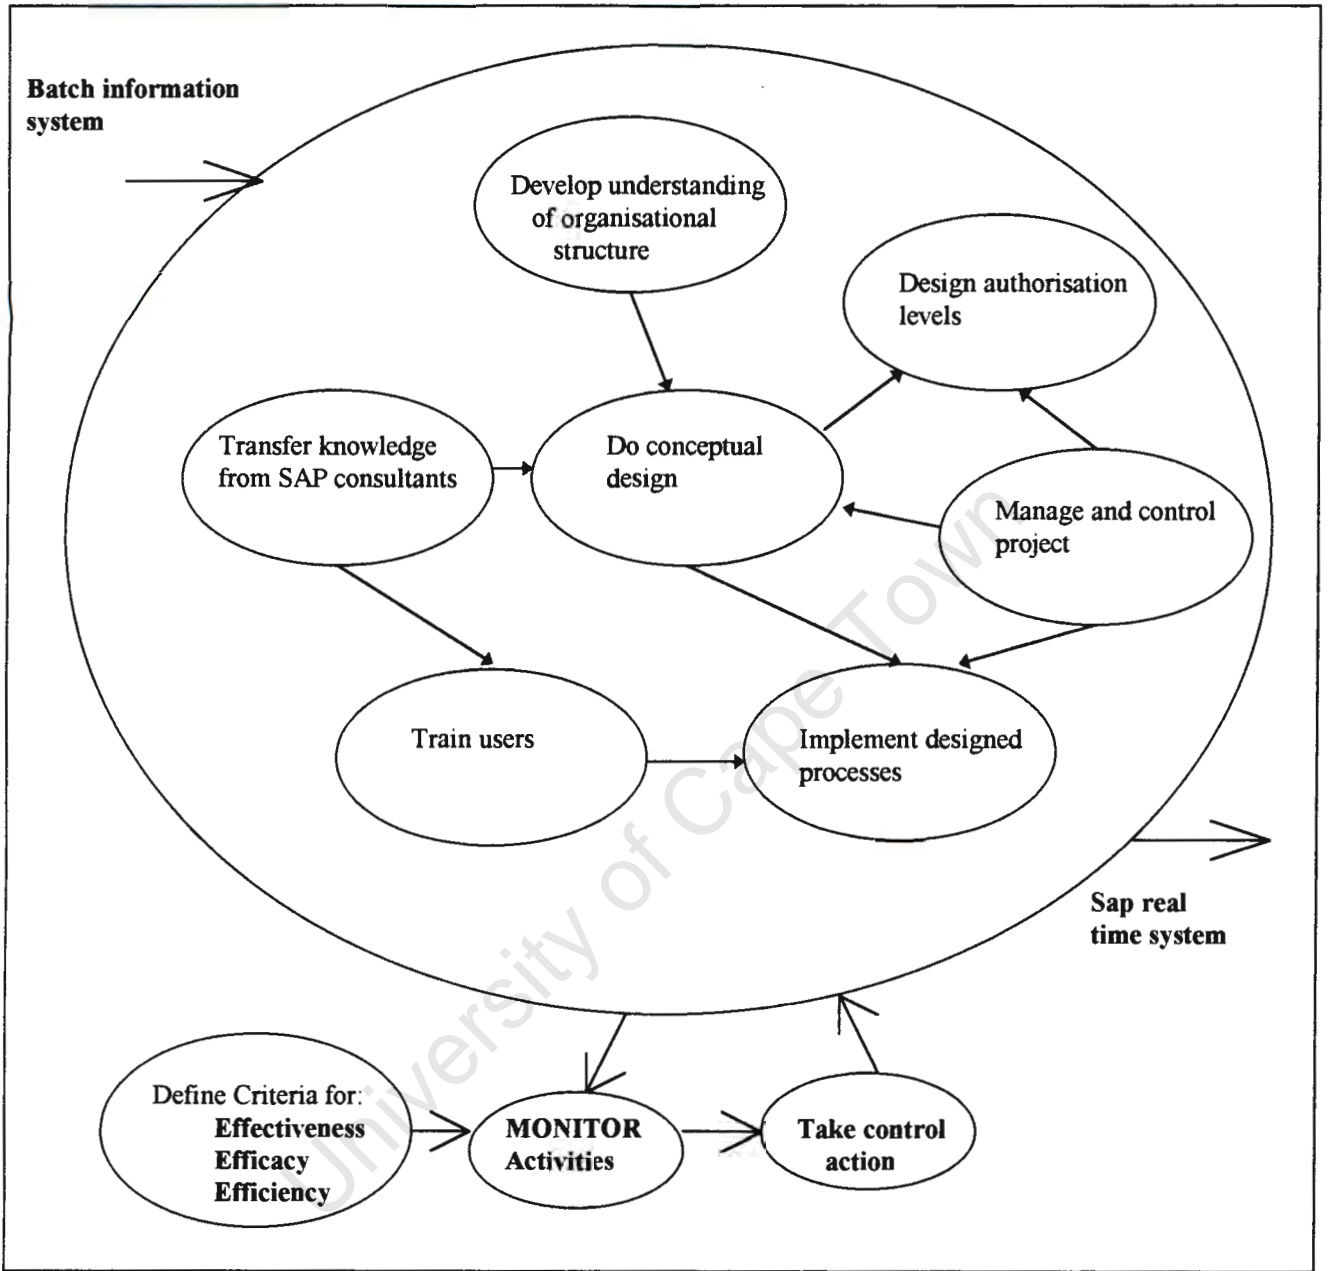 Batch information
system
Develop understanding
of organisational
structure
Design authorisation
levels
Transfer knowledge
from SAP consultants
Do conceptual
design
Manage and control
project
Train users
Implement designed
processes
Sap real
time system
Define Criteria for:
Effectiveness
Efficacy
Efficiency
MONITOR
Activities
Take control
action
University of Cape Town